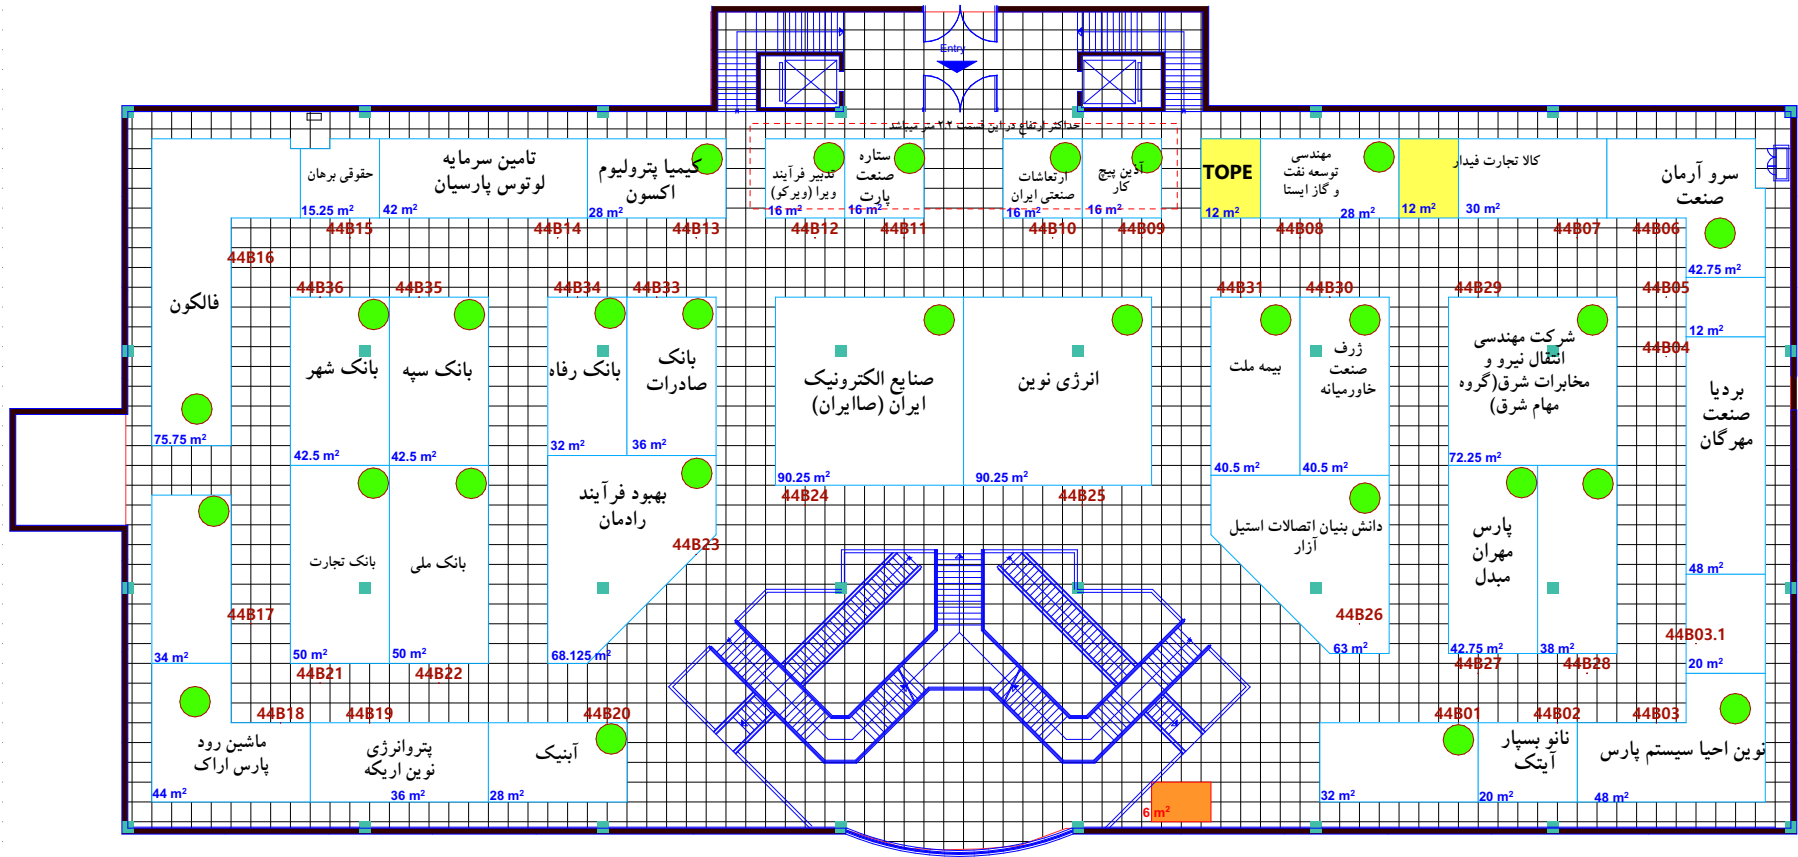 Entry
حداکثر ارتفاع در این قسمت ۲.۲ متر میباشد
حقوقی برهان
15.25 m²
44B15
تامین سرمایه
لوتوس پارسیان
42 m²
44B14
کیمیا پترولیوم
اکسون
28 m²
44B13
تدبیر فرآیند
ویرا (ویرکو)
16 m²
44B12
ستاره
صنعت
پارت
16 m²
44B11
ارتعاشات
صنعتی ایران
16 m²
44B10
آذین پیچ
کار
16 m²
44B09
TOPE
12 m²
مهندسی
توسعه نفت
و گاز ایستا
28 m²
44B08
12 m²
کالا تجارت فیدار
30 m²
44B07
سرو آرمان
صنعت
42.75 m²
44B06
44B05
12 m²
44B04
بردیا
صنعت
مهرگان
48 m²
44B03.1
20 m²
44B16
فالکون
75.75 m²
44B36
بانک شهر
42.5 m²
44B35
بانک سپه
42.5 m²
44B34
بانک رفاه
32 m²
44B33
بانک
صادرات
36 m²
صنایع الکترونیک
ایران (صاایران)
90.25 m²
44B24
انرژی نوین
90.25 m²
44B25
44B31
بیمه ملت
40.5 m²
44B30
ژرف
صنعت
خاورمیانه
40.5 m²
44B29
شرکت مهندسی
انتقال نیرو و
مخابرات شرق(گروه
مهام شرق)
72.25 m²
34 m²
44B17
بانک تجارت
50 m²
44B21
بانک ملی
50 m²
44B22
بهبود فرآیند
رادمان
68.125 m²
44B23
دانش بنیان اتصالات استیل
آزار
44B26
63 m²
پارس
مهران
مبدل
42.75 m²
44B27
38 m²
44B28
44B18
ماشین رود
پارس اراک
44 m²
44B19
پتروانرژی
نوین اریکه
36 m²
44B20
آبنیک
28 m²
6 m²
44B01
32 m²
44B02
نانو بسپار
آیتک
20 m²
44B03
نوین احیا سیستم پارس
48 m²